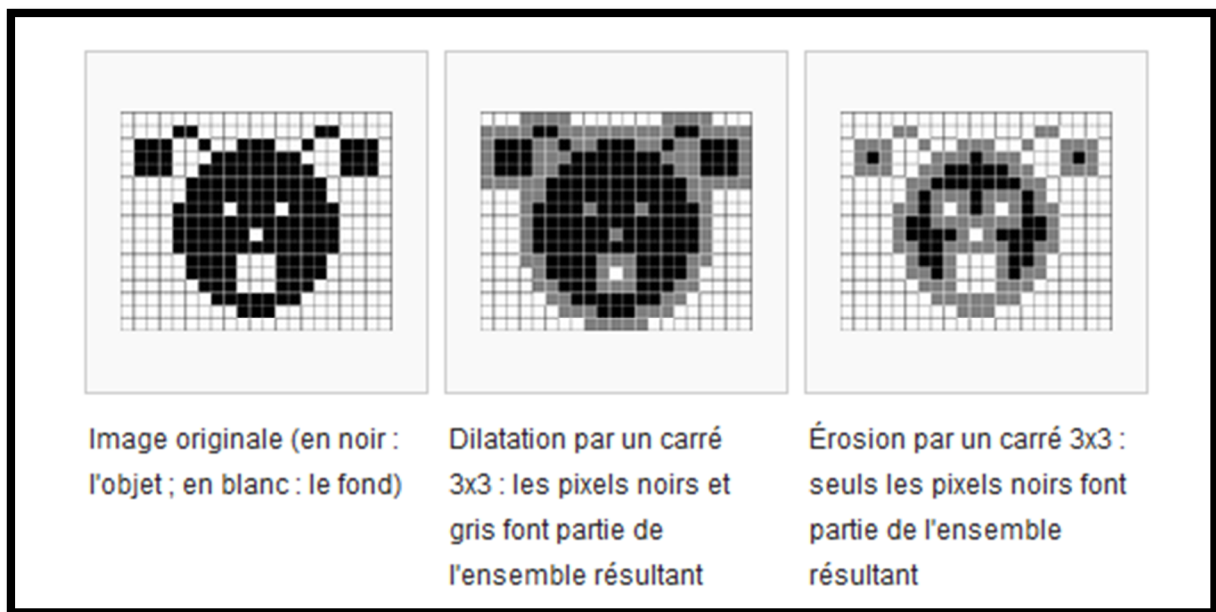 Image originale (en noir :
l'objet ; en blanc : le fond)
Dilatation par un carré
3x3 : les pixels noirs et
gris font partie de
l'ensemble résultant
Érosion par un carré 3x3 :
seuls les pixels noirs font
partie de l'ensemble
résultant